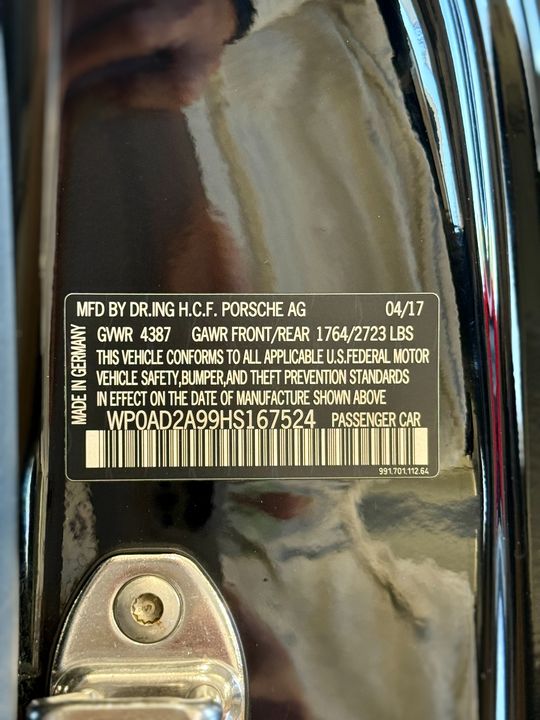 MFD BY DR.ING H.C.F. PORSCHE AG 04/17
GVWR 4387 GAWR FRONT/REAR 1764/2723 LBS
THIS VEHICLE CONFORMS TO ALL APPLICABLE U.S.FEDERAL MOTOR
VEHICLE SAFETY,BUMPER,AND THEFT PREVENTION STANDARDS
IN EFFECT ON THE DATE OF MANUFACTURE SHOWN ABOVE
WP0AD2A99HS167524 PASSENGER CAR
991.701.112.64
MADE IN GERMANY